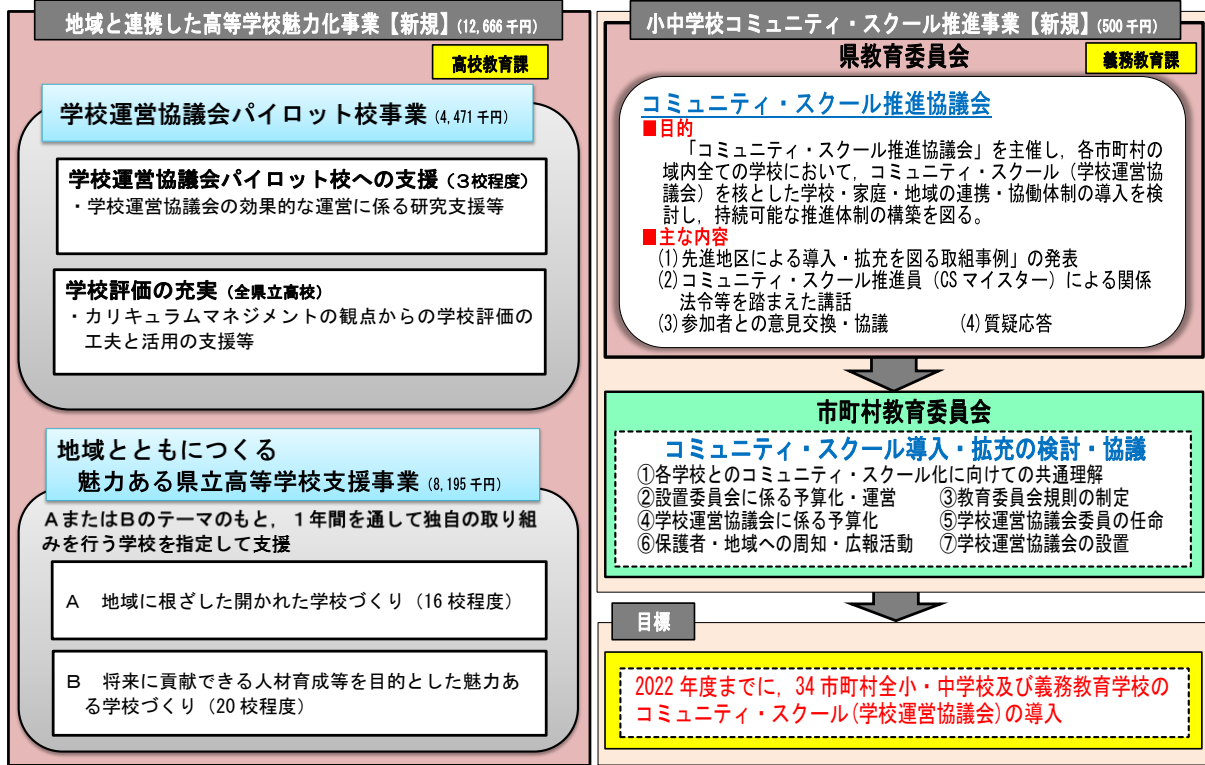 地域と連携した高等学校魅力化事業【新規】(12,666千円)
高校教育課
学校運営協議会パイロット校事業(4,471千円)
学校運営協議会パイロット校への支援(3校程度)
・学校運営協議会の効果的な運営に係る研究支援等
学校評価の充実(全県立高校)
・カリキュラムマネジメントの観点からの学校評価の
工夫と活用の支援等
地域とともにつくる
魅力ある県立高等学校支援事業(8,195千円)
AまたはBのテーマのもと,1年間を通して独自の取り組
みを行う学校を指定して支援
A 地域に根ざした開かれた学校づくり(16校程度)
B 将来に貢献できる人材育成等を目的とした魅力あ
る学校づくり(20校程度)
小中学校コミュニティ・スクール推進事業【新規】(500千円)
県教育委員会
義務教育課
コミュニティ・スクール推進協議会
■目的
「コミュニティ・スクール推進協議会」を主催し,各市町村の
域内全ての学校において,コミュニティ・スクール(学校運営協
議会)を核とした学校・家庭・地域の連携・協働体制の導入を検
討し,持続可能な推進体制の構築を図る。
■主な内容
(1)先進地区による導入・拡充を図る取組事例」の発表
(2)コミュニティ・スクール推進員(CSマイスター)による関係
法令等を踏まえた講話
(3)参加者との意見交換・協議 (4)質疑応答
市町村教育委員会
コミュニティ・スクール導入・拡充の検討・協議
①各学校とのコミュニティ・スクール化に向けての共通理解
②設置委員会に係る予算化・運営 ③教育委員会規則の制定
④学校運営協議会に係る予算化 ⑤学校運営協議会委員の任命
⑥保護者・地域への周知・広報活動 ⑦学校運営協議会の設置
目標
2022年度までに,34市町村全小・中学校及び義務教育学校の
コミュニティ・スクール(学校運営協議会)の導入